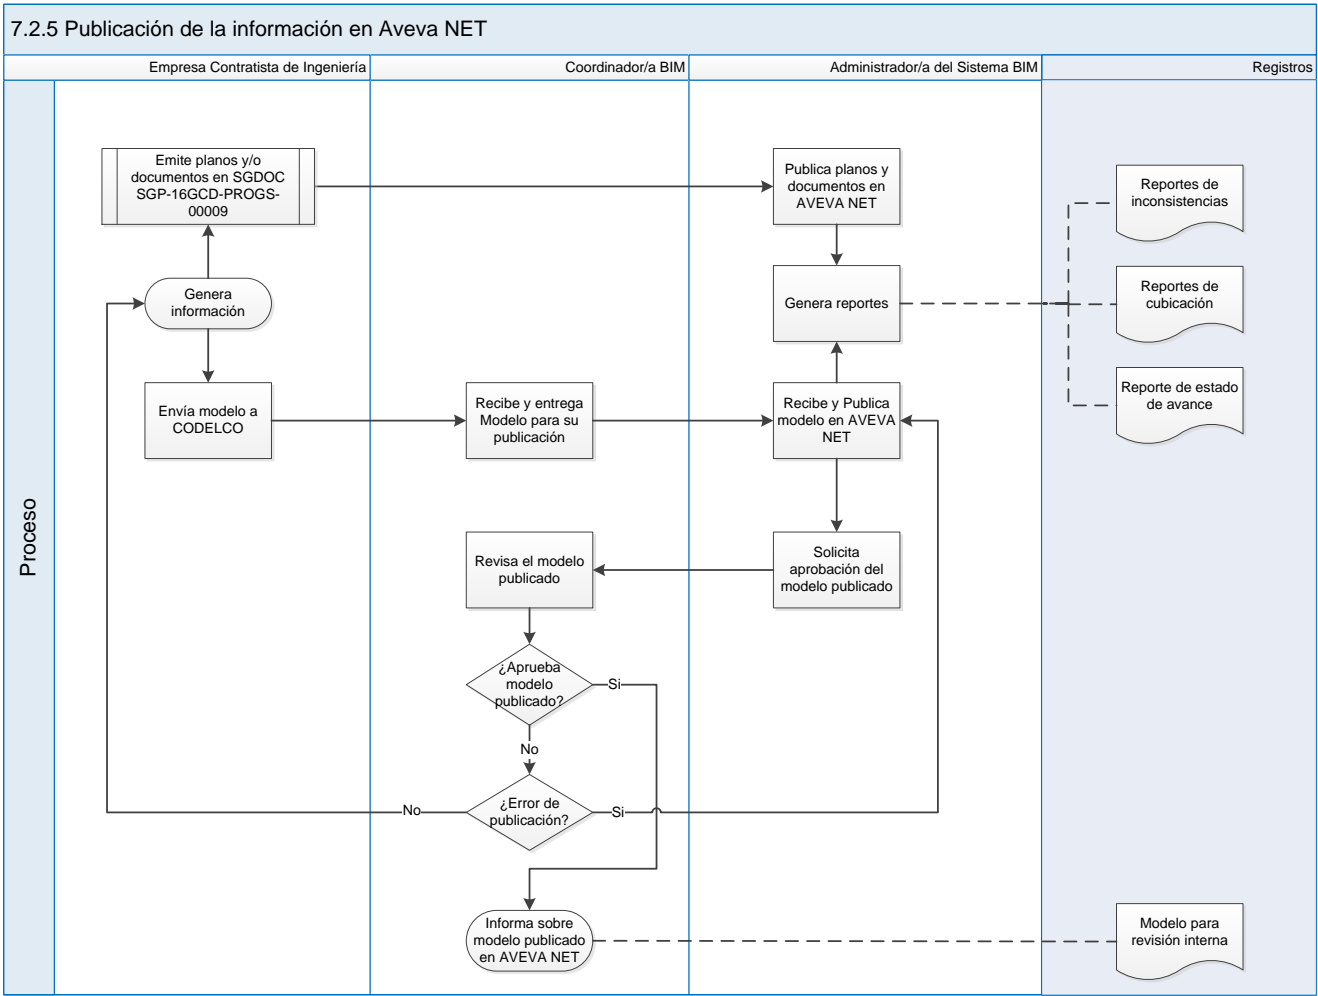 7.2.5 Publicación de la información en Aveva NET
Empresa Contratista de Ingeniería
Coordinador/a BIM
Administrador/a del Sistema BIM
Registros
Proceso
Emite planos y/o
documentos en SGDOC
SGP-16GCD-PROGS-
00009
Publica planos y
documentos en
AVEVA NET
Reportes de
inconsistencias
Genera
información
Genera reportes
Reportes de
cubicación
Envía modelo a
CODELCO
Recibe y entrega
Modelo para su
publicación
Recibe y Publica
modelo en AVEVA
NET
Reporte de estado
de avance
Revisa el modelo
publicado
Solicita
aprobación del
modelo publicado
¿Aprueba
modelo
publicado?
Si
No
¿Error de
publicación?
No
Si
Informa sobre
modelo publicado
en AVEVA NET
Modelo para
revisión interna